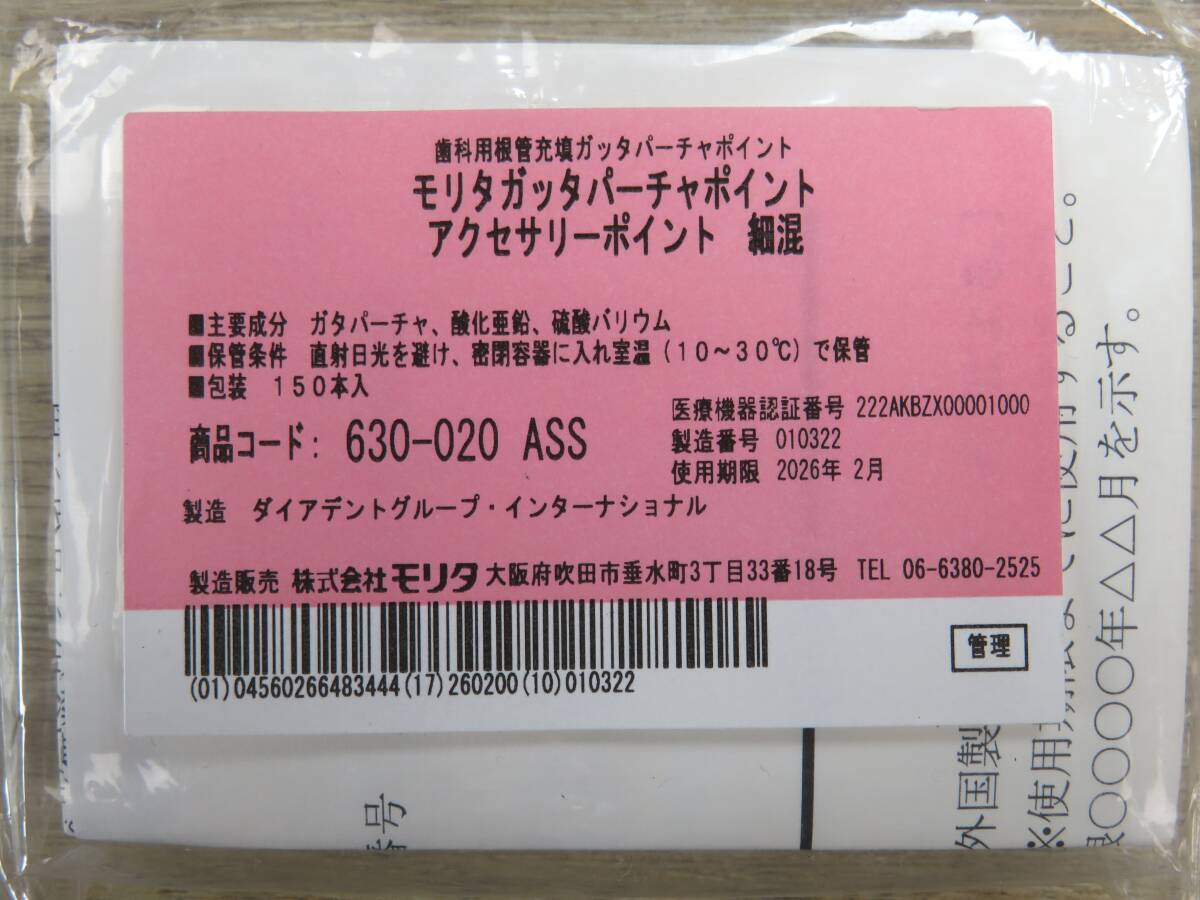 歯科用根管充填ガッタパーチャポイント
モリタガッタパーチャポイント
アクセサリーポイント 細混
■主要成分 ガタパーチャ、酸化亜鉛、硫酸バリウム
■保管条件 直射日光を避け、密閉容器に入れ室温(10～30℃)で保管
■包装 150本入
商品コード: 630-020 ASS
医療機器認証番号 222AKBZX00001000
製造番号 010322
使用期限 2026年 2月
製造 ダイアデントグループ・インターナショナル
製造販売 株式会社モリタ 大阪府吹田市垂水町3丁目33番18号 TEL 06-6380-2525
(01)04560266483444(17)260200(10)010322
管理
に使用すること。
外国製
※使用期限
○○○○年△△月を示す。
番号